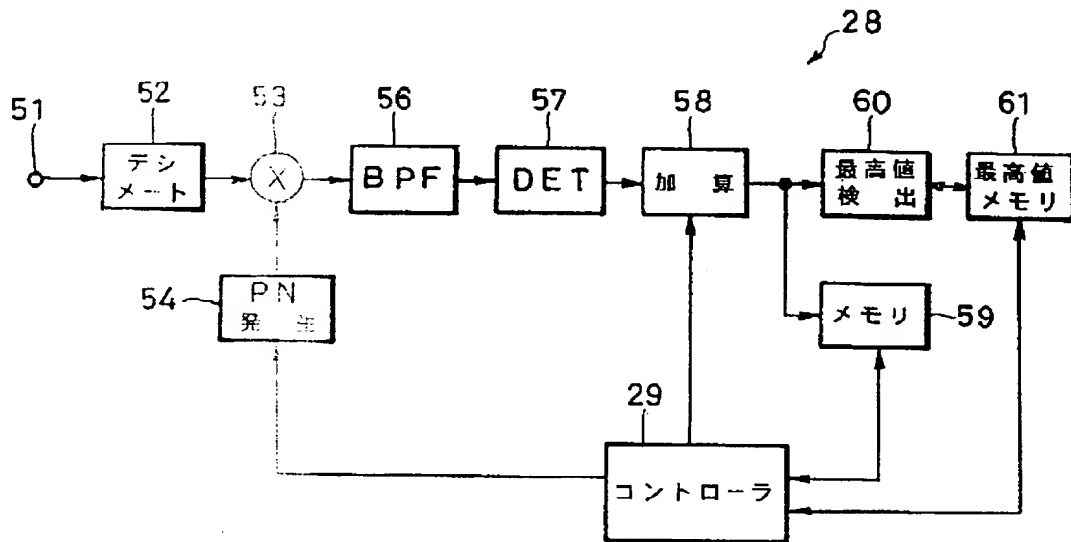 28
51
52
53
56
57
58
60
61
デシ
メート
X
BPF
DET
加算
最高値
検出
最高値
メモリ
54
PN
発生
メモリ
59
29
コントローラ